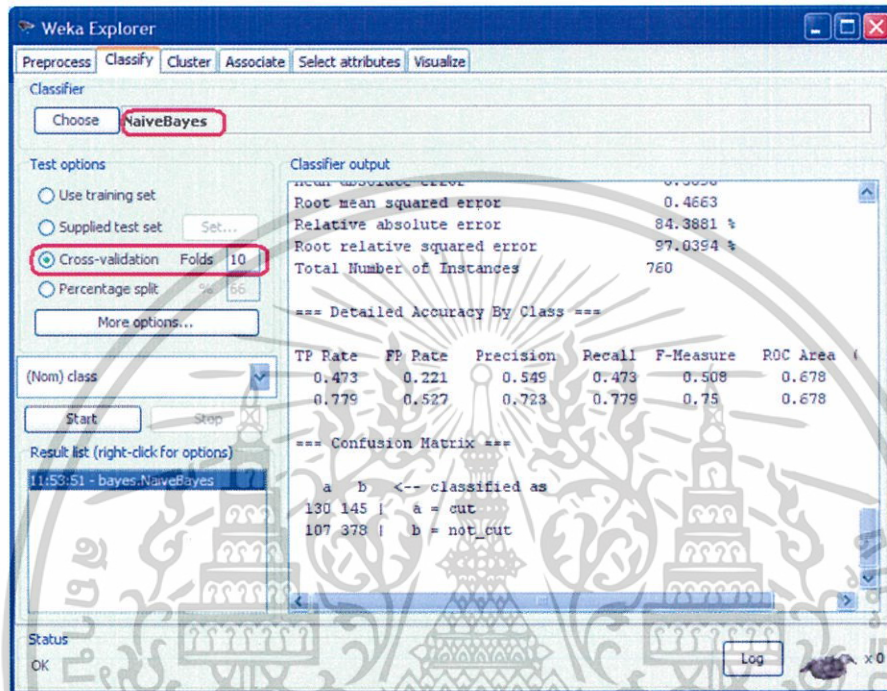 Weka Explorer
Preprocess Classify Cluster Associate Select attributes Visualize
Classifier
Choose NaiveBayes
Test options
Use training set
Supplied test set Set...
Cross-validation Folds 10
Percentage split % 66
More options...
(Nom) class
Start Stop
Result list (right-click for options)
11:53:51 - bayes.NaiveBayes
Classifier output
Mean absolute error
Root mean squared error 0.4663
Relative absolute error 84.3881 %
Root relative squared error 97.0394 %
Total Number of Instances 760
=== Detailed Accuracy By Class ===
TP Rate FP Rate Precision Recall F-Measure ROC Area (
0.473 0.221 0.549 0.473 0.508 0.678
0.779 0.527 0.723 0.779 0.75 0.678
=== Confusion Matrix ===
a b <-- classified as
130 145 | a = cut
107 378 | b = not_cut
Status
OK
Log
x 0